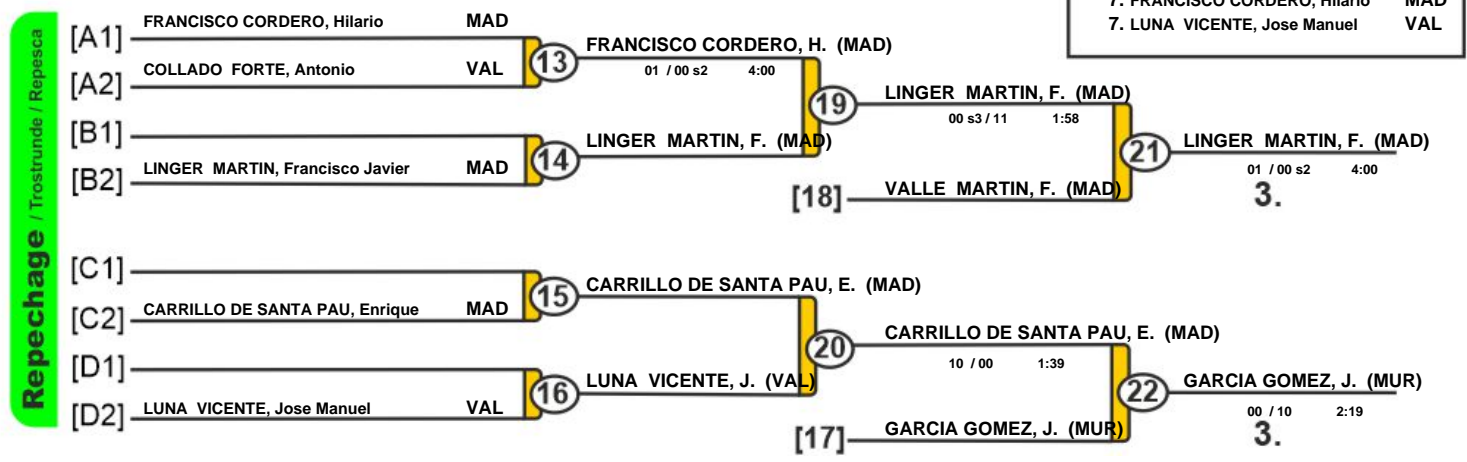 7. FRANCISCO CORDERO, Hilario MAD
7. LUNA VICENTE, Jose Manuel VAL
Repechage / Trostrunde / Repesca
[A1] FRANCISCO CORDERO, Hilario MAD
[A2] COLLADO FORTE, Antonio VAL
13
FRANCISCO CORDERO, H. (MAD)
01 / 00 s2 4:00
[B1]
[B2] LINGER MARTIN, Francisco Javier MAD
14
LINGER MARTIN, F. (MAD)
19
LINGER MARTIN, F. (MAD)
00 s3 / 11 1:58
[18] VALLE MARTIN, F. (MAD)
21
LINGER MARTIN, F. (MAD)
01 / 00 s2 4:00
3.
[C1]
[C2] CARRILLO DE SANTA PAU, Enrique MAD
15
CARRILLO DE SANTA PAU, E. (MAD)
[D1]
[D2] LUNA VICENTE, Jose Manuel VAL
16
LUNA VICENTE, J. (VAL)
20
CARRILLO DE SANTA PAU, E. (MAD)
10 / 00 1:39
[17] GARCIA GOMEZ, J. (MUR)
22
GARCIA GOMEZ, J. (MUR)
00 / 10 2:19
3.